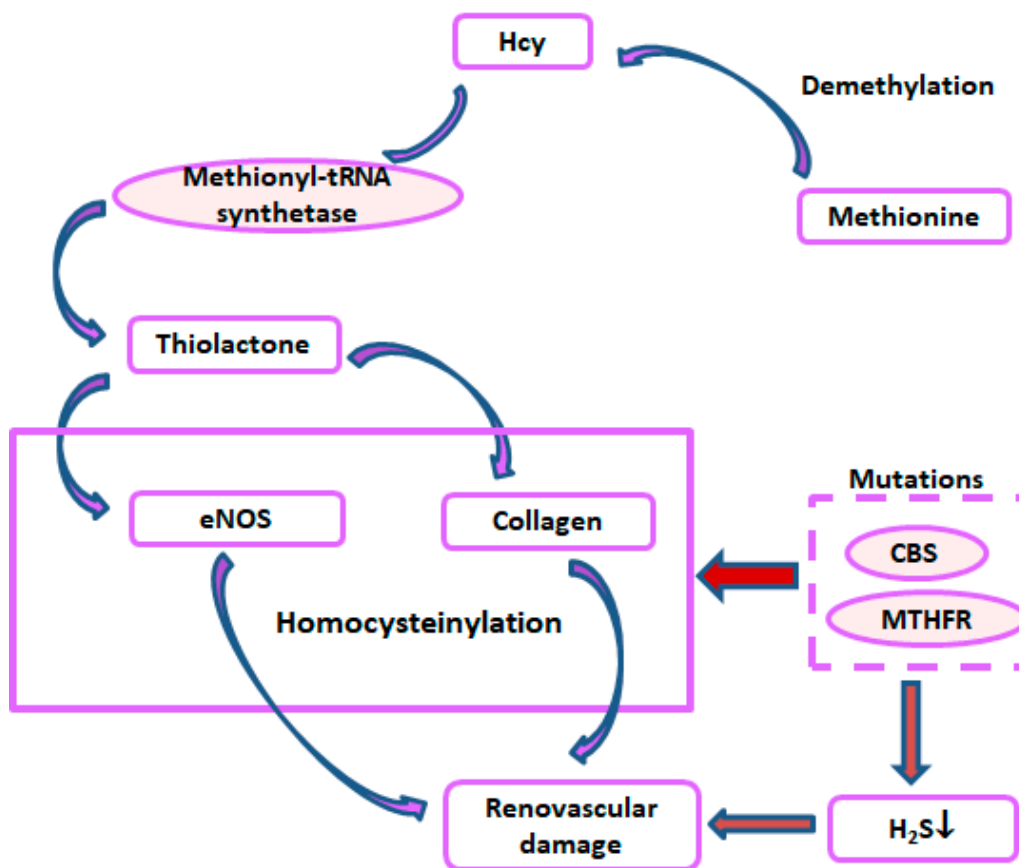 Hcy
Demethylation
Methionyl-tRNA
synthetase
Methionine
Thiolactone
Mutations
eNOS
Collagen
CBS
MTHFR
Homocysteinylation
Renovascular
damage
H₂S↓